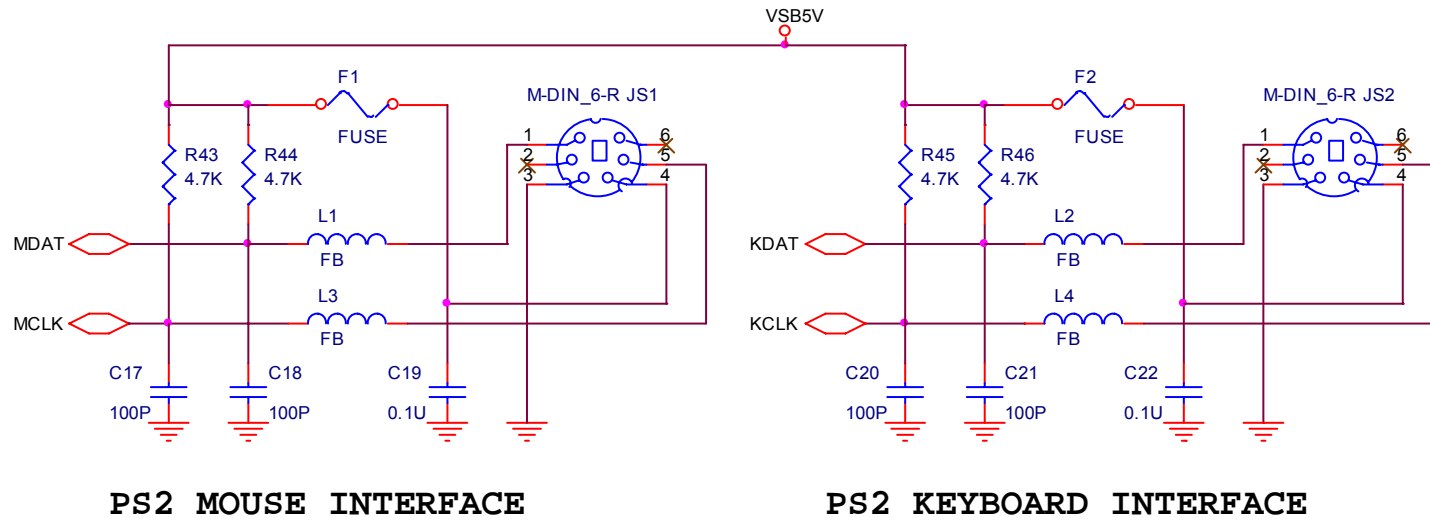 VSB5V
F1
FUSE
M-DIN_6-R JS1
1
2
3
6
5
4
R43
4.7K
R44
4.7K
L1
FB
MDAT
L3
FB
MCLK
C17
100P
C18
100P
C19
0.1U
PS2 MOUSE INTERFACE
F2
FUSE
M-DIN_6-R JS2
1
2
3
6
5
4
R45
4.7K
R46
4.7K
L2
FB
KDAT
L4
FB
KCLK
C20
100P
C21
100P
C22
0.1U
PS2 KEYBOARD INTERFACE